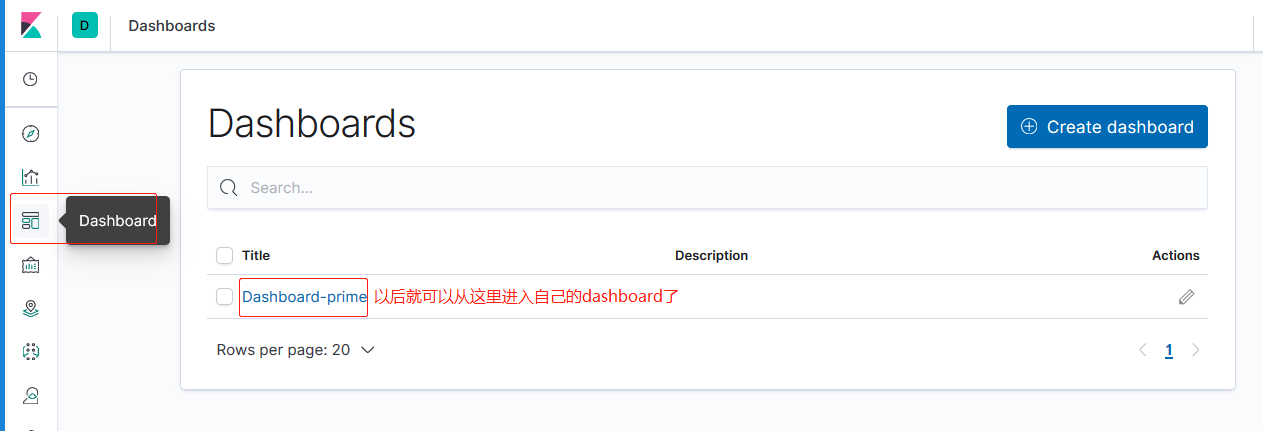 D Dashboards
Dashboards
Create dashboard
Search...
Dashboard
Title Description Actions
Dashboard-prime 以后就可以从这里进入自己的dashboard了
Rows per page: 20 1